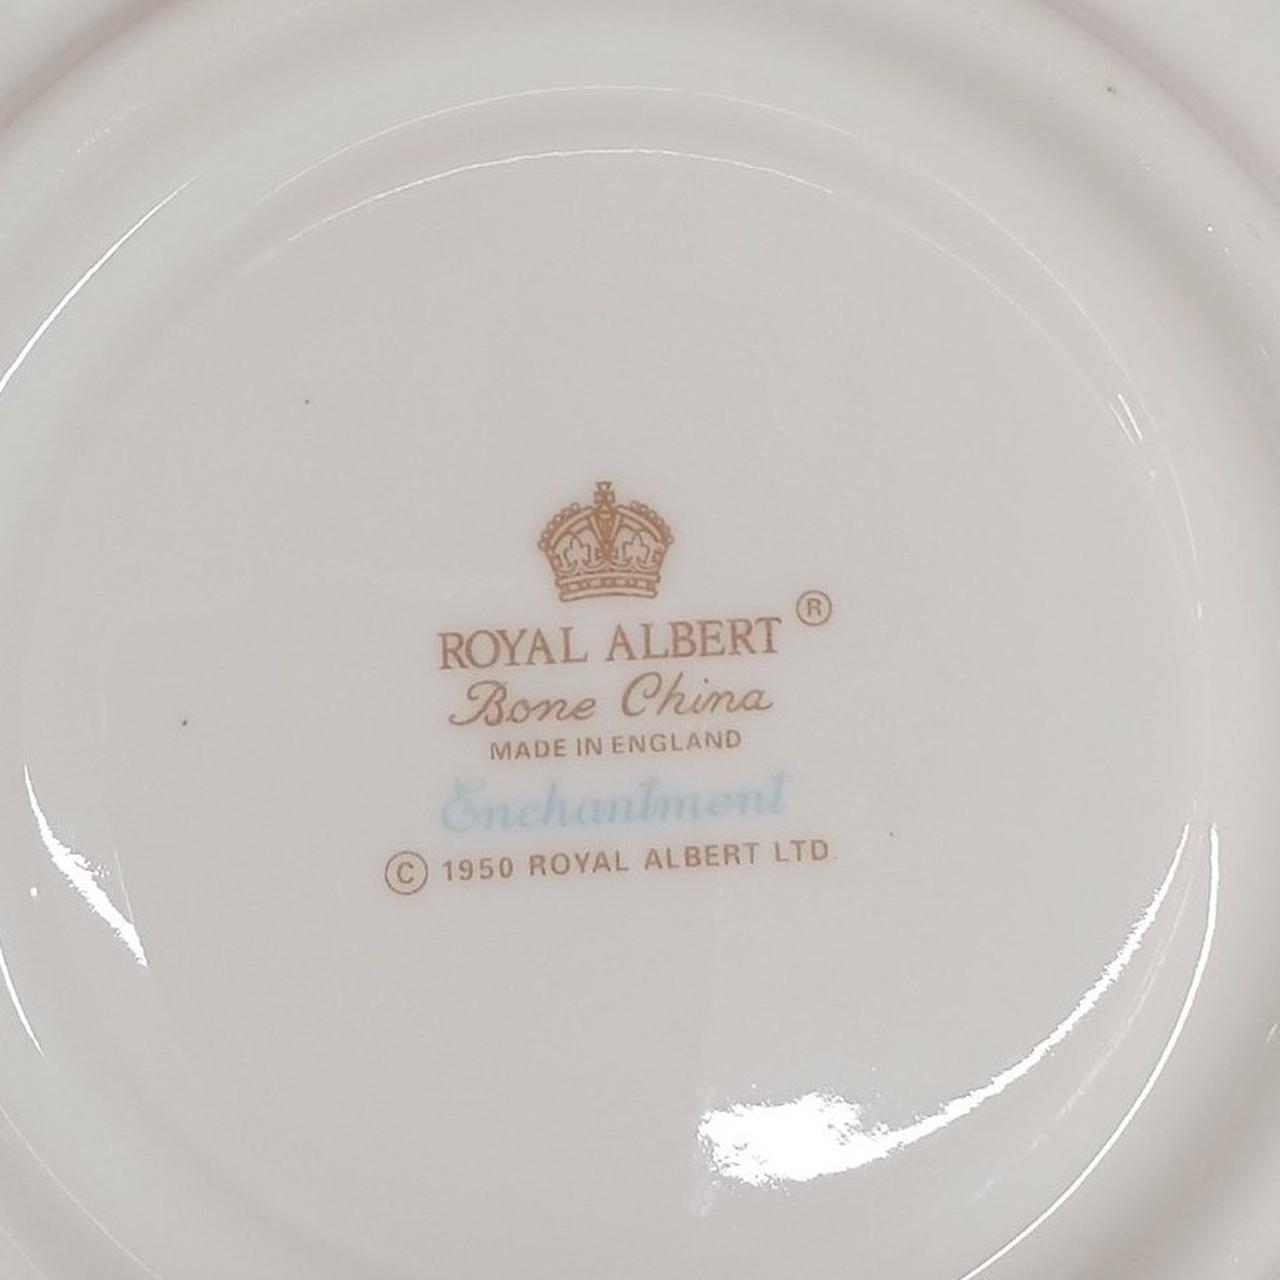 ROYAL ALBERT ®
Bone China
MADE IN ENGLAND
Enchantment
© 1950 ROYAL ALBERT LTD.